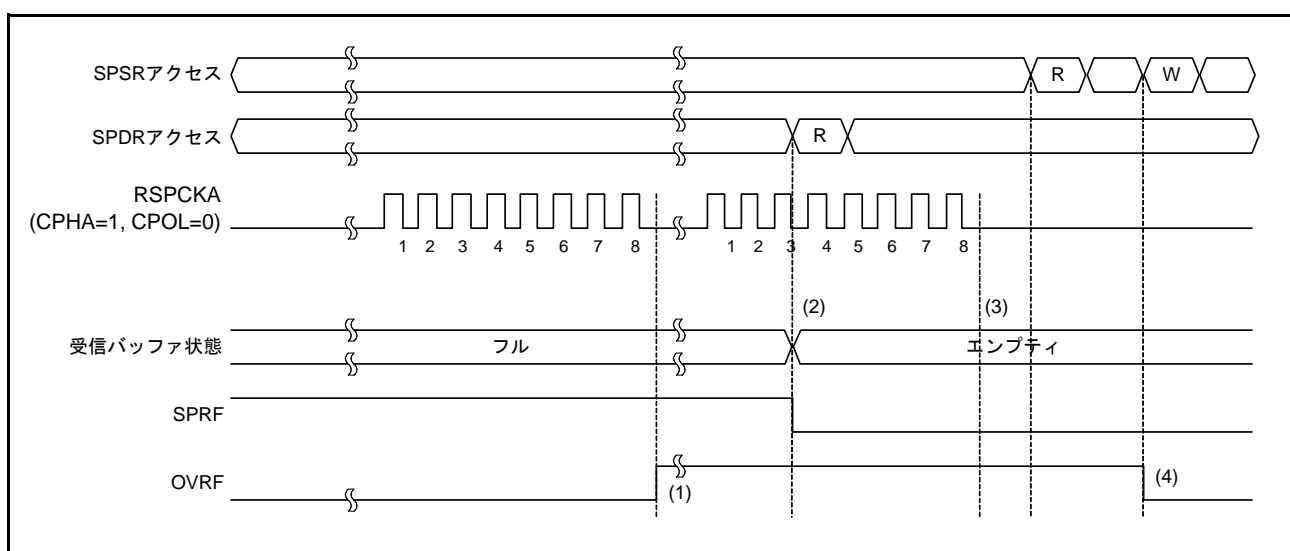 SPSRアクセス R W
SPDRアクセス R
RSPCKA
(CPHA=1, CPOL=0)
1 2 3 4 5 6 7 8 1 2 3 4 5 6 7 8
(2) (3)
受信バッファ状態 フル エンプティ
SPRF
OVRF (1) (4)